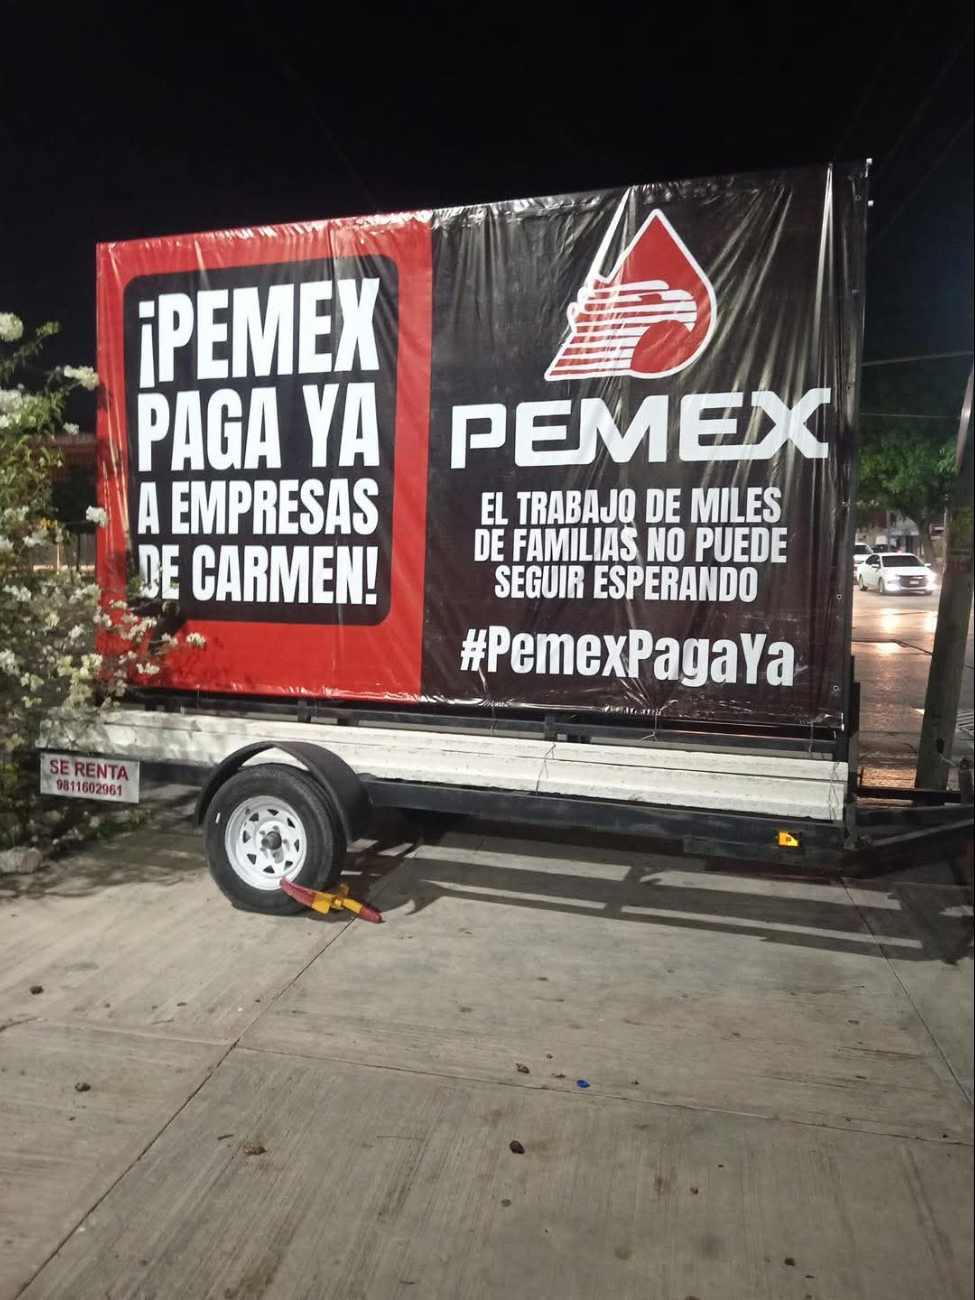 ¡PEMEX
PAGA YA
A EMPRESAS
DE CARMEN!
PEMEX
EL TRABAJO DE MILES
DE FAMILIAS NO PUEDE
SEGUIR ESPERANDO
#PemexPagaYa
SE RENTA
9811602961